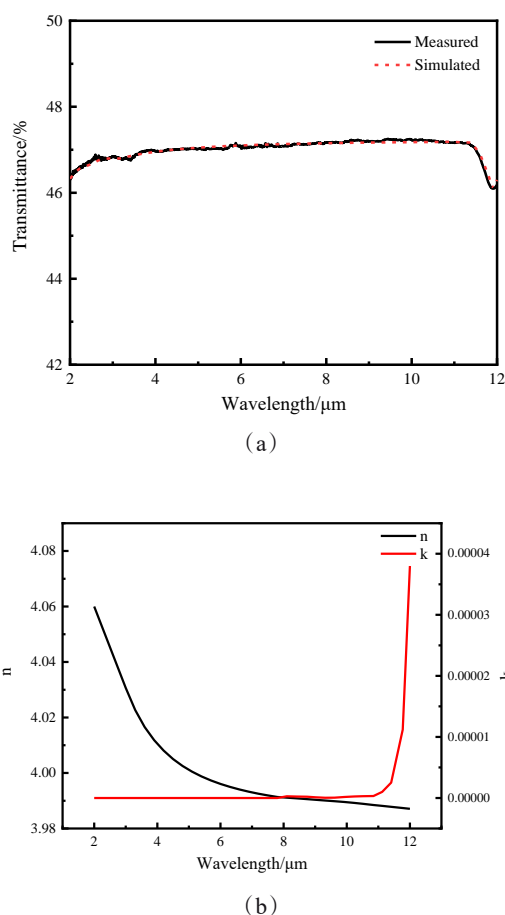 50
48
46
44
42
Transmittance/%
Measured
Simulated
2 4 6 8 10 12
Wavelength/μm
(a)
4.08
4.06
4.04
4.02
4.00
3.98
n
n
k
0.00004
0.00003
0.00002
0.00001
0.00000
2 4 6 8 10 12
Wavelength/μm
(b)